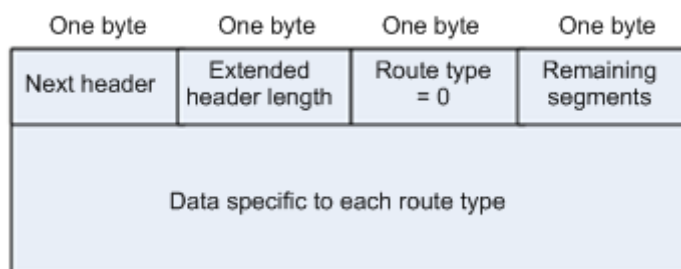 One byte One byte One byte One byte
Next header Extended header length Route type = 0 Remaining segments
Data specific to each route type